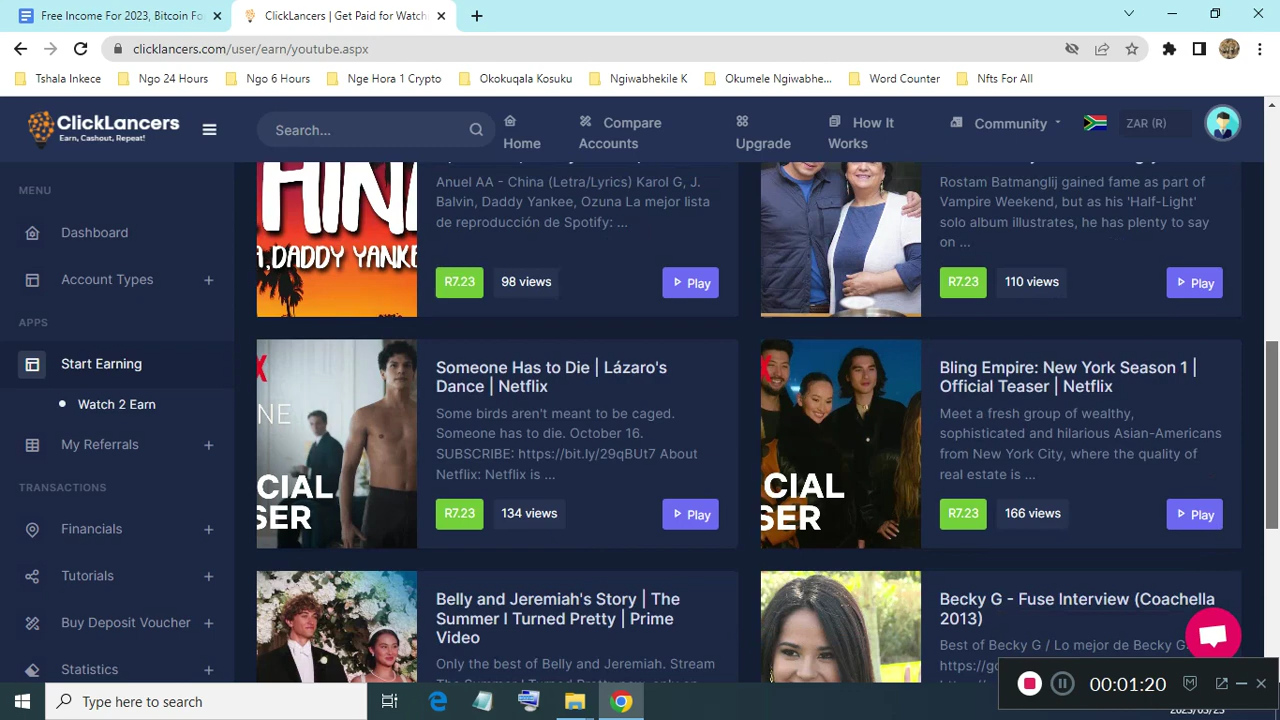 Free Income For 2023, Bitcoin Fo
ClickLancers | Get Paid for Watch
clicklancers.com/user/earn/youtube.aspx
Tshala Inkece
Ngo 24 Hours
Ngo 6 Hours
Nge Hora 1 Crypto
Okokuqala Kosuku
Ngiwabhekile K
Okumele Ngiwabhe...
Word Counter
Nfts For All
ClickLancers
Earn, Cashout, Repeat!
Search...
Home
Compare
Accounts
Upgrade
How It
Works
Community
ZAR (R)
MENU
Dashboard
Account Types +
APPS
Start Earning
Watch 2 Earn
My Referrals +
TRANSACTIONS
Financials +
Tutorials +
Buy Deposit Voucher +
Statistics +
HINA
A,DADDY YANKE
Anuel AA - China (Letra/Lyrics) Karol G, J.
Balvin, Daddy Yankee, Ozuna La mejor lista
de reproducción de Spotify: ...
R7.23
98 views
Play
Rostam Batmanglij gained fame as part of
Vampire Weekend, but as his 'Half-Light'
solo album illustrates, he has plenty to say
on ...
R7.23
110 views
Play
X
NE
CIAL
SER
Someone Has to Die | Lázaro's
Dance | Netflix
Some birds aren't meant to be caged.
Someone has to die. October 16.
SUBSCRIBE: https://bit.ly/29qBUt7 About
Netflix: Netflix is ...
R7.23
134 views
Play
CIAL
SER
Bling Empire: New York Season 1 |
Official Teaser | Netflix
Meet a fresh group of wealthy,
sophisticated and hilarious Asian-Americans
from New York City, where the quality of
real estate is ...
R7.23
166 views
Play
Belly and Jeremiah's Story | The
Summer I Turned Pretty | Prime
Video
Only the best of Belly and Jeremiah. Stream
Becky G - Fuse Interview (Coachella
2013)
Best of Becky G / Lo mejor de Becky G
00:01:20
Type here to search